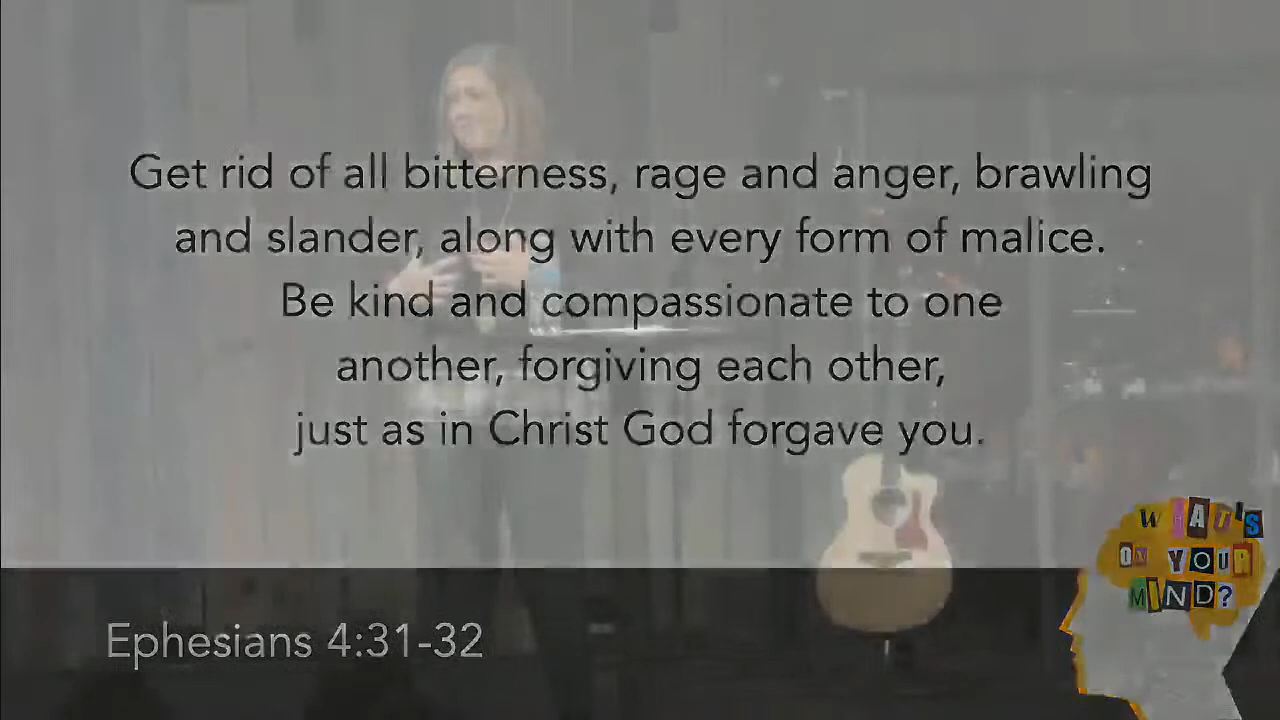 Get rid of all bitterness, rage and anger, brawling
and slander, along with every form of malice.
Be kind and compassionate to one
another, forgiving each other,
just as in Christ God forgave you.
Ephesians 4:31-32
WHAT'S
ON YOUR
MIND?